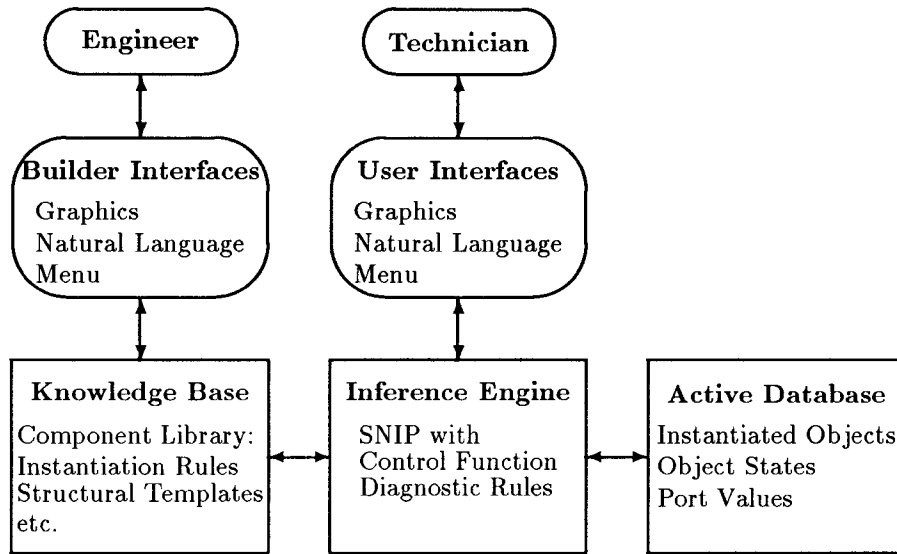 Engineer
Technician
Builder Interfaces
Graphics
Natural Language
Menu
User Interfaces
Graphics
Natural Language
Menu
Knowledge Base
Component Library:
Instantiation Rules
Structural Templates
etc.
Inference Engine
SNIP with
Control Function
Diagnostic Rules
Active Database
Instantiated Objects
Object States
Port Values